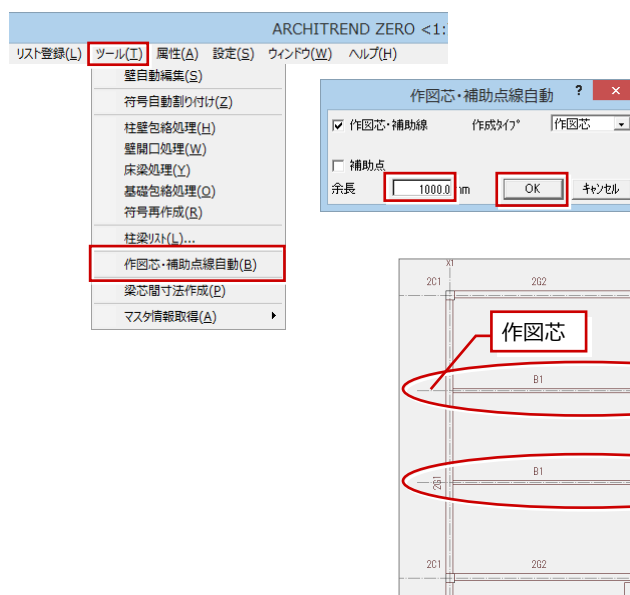 ARCHITREND ZERO <1:
リスト登録(L) ツール(T) 属性(A) 設定(S) ウィンドウ(W) ヘルプ(H)
壁自動編集(S)
符号自動割り付け(Z)
柱壁包絡処理(H)
壁開口処理(W)
床梁処理(Y)
基礎包絡処理(O)
符号再作成(R)
柱梁リスト(L)...
作図芯・補助点線自動(B)
梁芯間寸法作成(P)
マスタ情報取得(A)
作図芯・補助点線自動 ? ×
作図芯・補助線 作成タイプ 作図芯
補助点
余長 1000.0 mm OK キャンセル
X1
2C1 2G2
作図芯
B1
B1
2G1
2C1 2G2